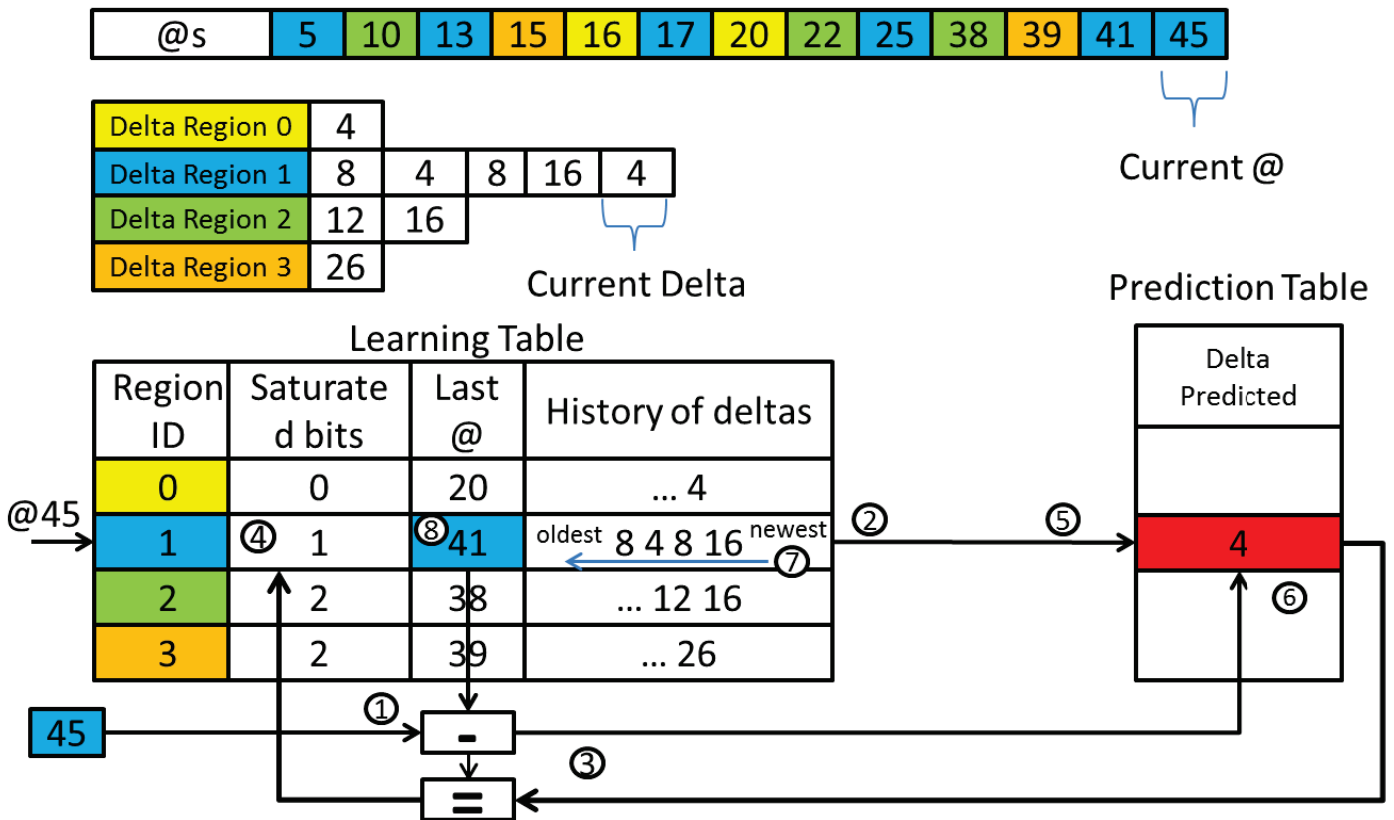 @s 5 10 13 15 16 17 20 22 25 38 39 41 45
Current @
Delta Region 0 4
Delta Region 1 8 4 8 16 4
Delta Region 2 12 16
Delta Region 3 26
Current Delta
Prediction Table
Delta
Predicted
4
⑥
Learning Table
Region
ID
Saturate
d bits
Last
@
History of deltas
0 0 20 ... 4
@45
1 ④ 1 ⑧ 41 oldest 8 4 8 16 newest ② ⑤
⑦
2 2 38 ... 12 16
3 2 39 ... 26
45 ① -
③
=